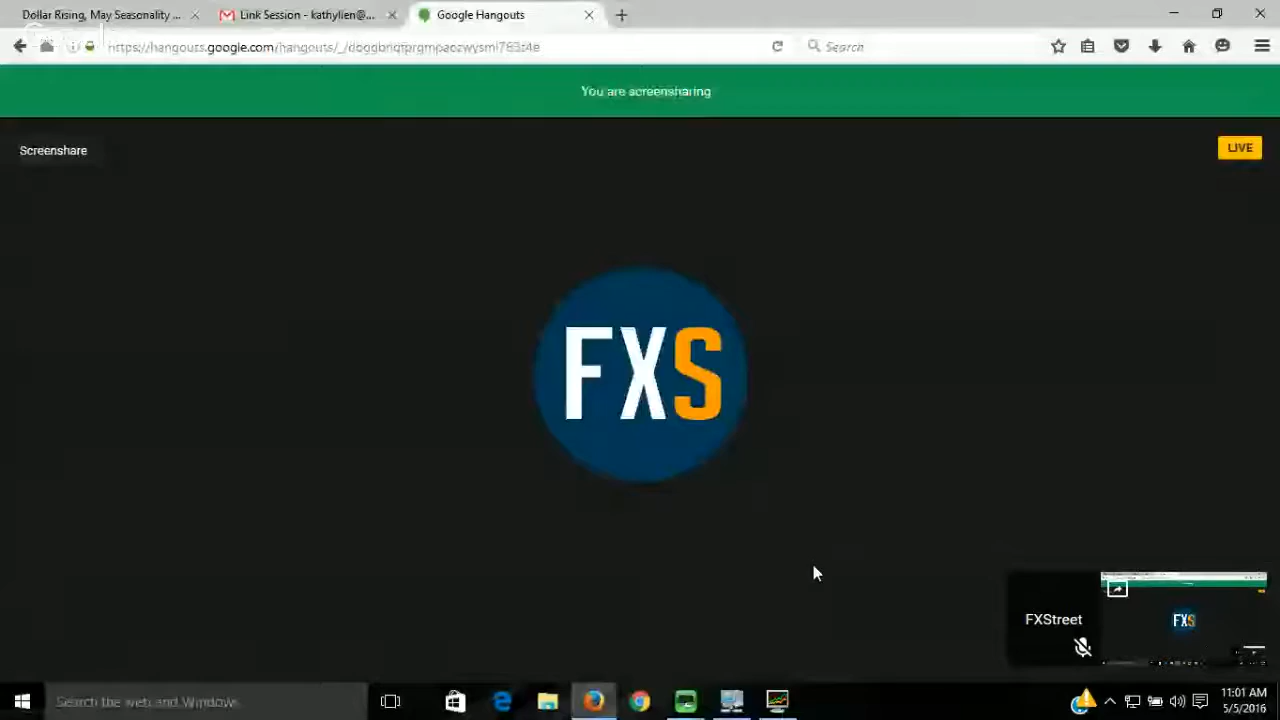 Dollar Rising, May Seasonality ...
Link Session - kathylien@...
Google Hangouts
Search
You are screensharing
Screenshare
LIVE
FXS
FXStreet
FXS
Search the web and Windows
11:01 AM
5/5/2016